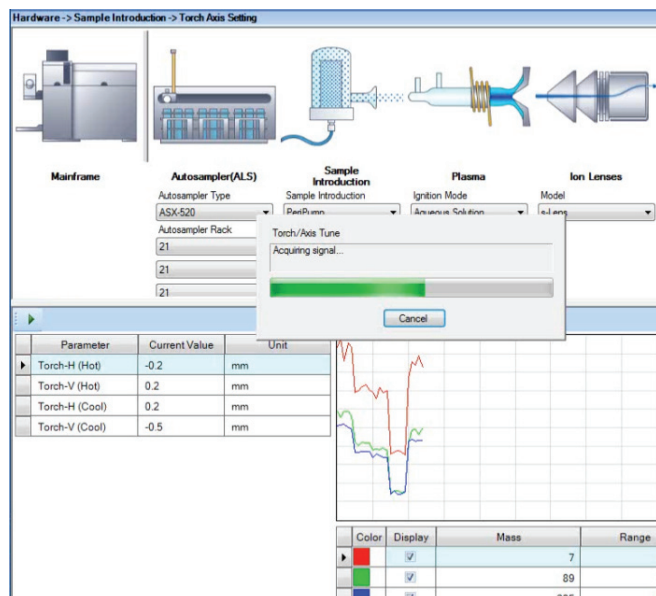 Hardware -> Sample Introduction -> Torch Axis Setting
Mainframe
Autosampler(ALS)
Sample
Introduction
Plasma
Ion Lenses
Autosampler Type
Sample Introduction
Ignition Mode
Model
ASX-520
PeriPump
Aqueous Solution
s-Lens
Autosampler Rack
21
21
21
Torch/Axis Tune
Acquiring signal...
Cancel
Parameter Current Value Unit
Torch-H (Hot) -0.2 mm
Torch-V (Hot) 0.2 mm
Torch-H (Cool) 0.2 mm
Torch-V (Cool) -0.5 mm
Color Display Mass Range
7
89